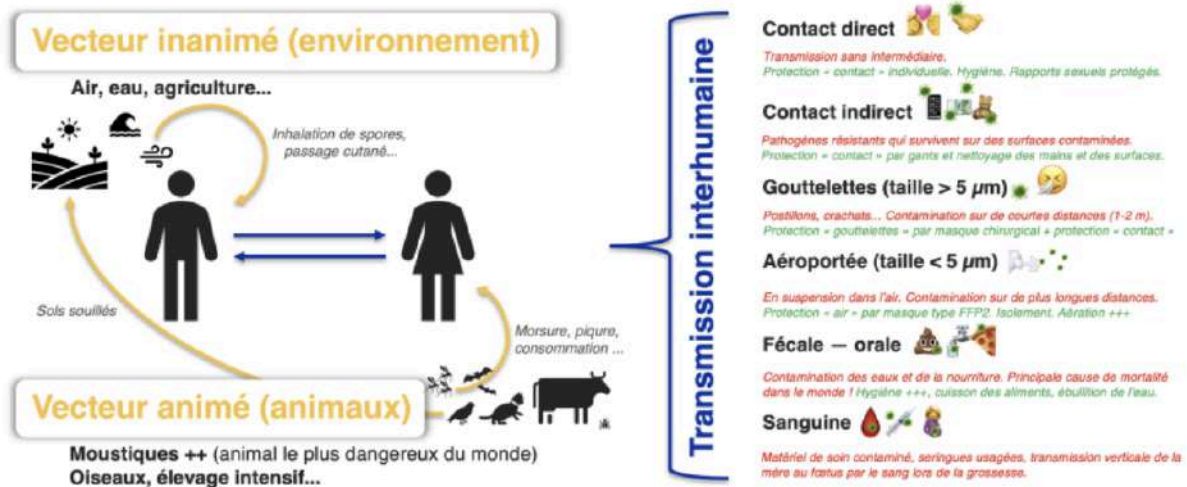 Vecteur inanimé (environnement)
Air, eau, agriculture...
Inhalation de spores,
passage cutané...
Sols souillés
Morsure, piqure,
consommation ...
Vecteur animé (animaux)
Moustiques ++ (animal le plus dangereux du monde)
Oiseaux, élevage intensif...
Transmission interhumaine
Contact direct
Transmission sans intermédiaire.
Protection « contact » individuelle. Hygiène. Rapports sexuels protégés.
Contact indirect
Pathogènes résistants qui survivent sur des surfaces contaminées.
Protection « contact » par gants et nettoyage des mains et des surfaces.
Gouttelettes (taille > 5 µm)
Postillons, crachats... Contamination sur de courtes distances (1-2 m).
Protection « gouttelettes » par masque chirurgical + protection « contact »
Aéroportée (taille < 5 µm)
En suspension dans l'air. Contamination sur de plus longues distances.
Protection « air » par masque type FFP2. Isolement. Aération +++
Fécale — orale
Contamination des eaux et de la nourriture. Principale cause de mortalité
dans le monde ! Hygiène +++, cuisson des aliments, ébullition de l'eau.
Sanguine
Matériel de soin contaminé, seringues usagées, transmission verticale de la
mère au fœtus par le sang lors de la grossesse.